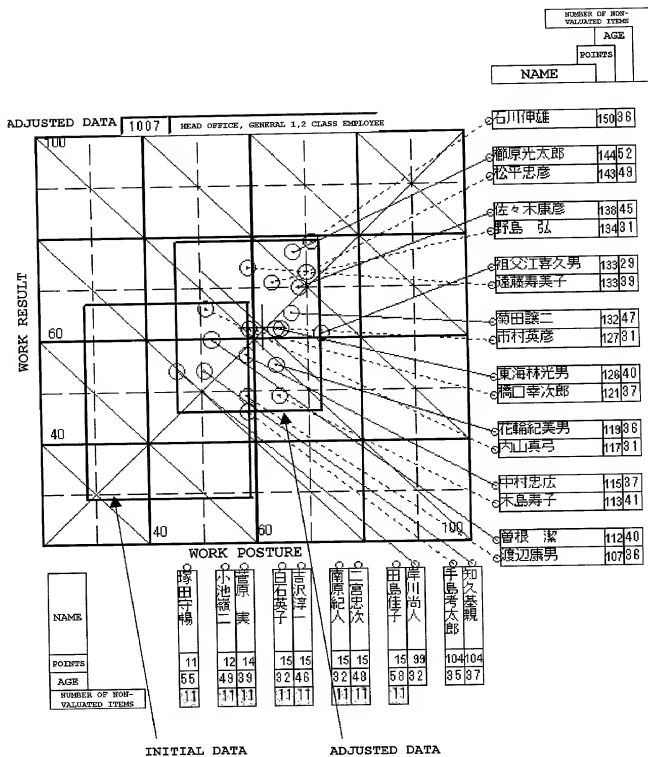 NUMBER OF NON-
VALUATED ITEMS
AGE
POINTS
NAME
ADJUSTED DATA 1007 HEAD OFFICE, GENERAL 1,2 CLASS EMPLOYEE
石川伸雄 150 36
櫛原光太郎 144 52
松平忠彦 143 49
佐々木康彦 138 45
野島 弘 134 31
祖父江喜久男 133 29
遠藤寿美子 133 39
菊田譲二 132 47
市村英彦 127 31
東海林光男 126 40
橋口幸次郎 121 37
花輪紀美男 119 36
内山真弓 117 31
中村忠広 115 37
木島寿子 113 41
曽根 潔 112 40
渡辺康男 107 36
100
60
40
WORK RESULT
40 60 100
WORK POSTURE
NAME
塚田守暢
小池嶺二
菅原 実
白石英子
吉沢淳一
南原紀人
二宮忠次
田島佳子
岸川尚人
手島考太郎
知久基親
POINTS 11 12 14 15 15 15 15 15 99 104 104
AGE 55 49 39 32 46 32 48 58 32 35 37
NUMBER OF NON-
VALUATED ITEMS
11 11 11 11 11 11 11 11
INITIAL DATA
ADJUSTED DATA